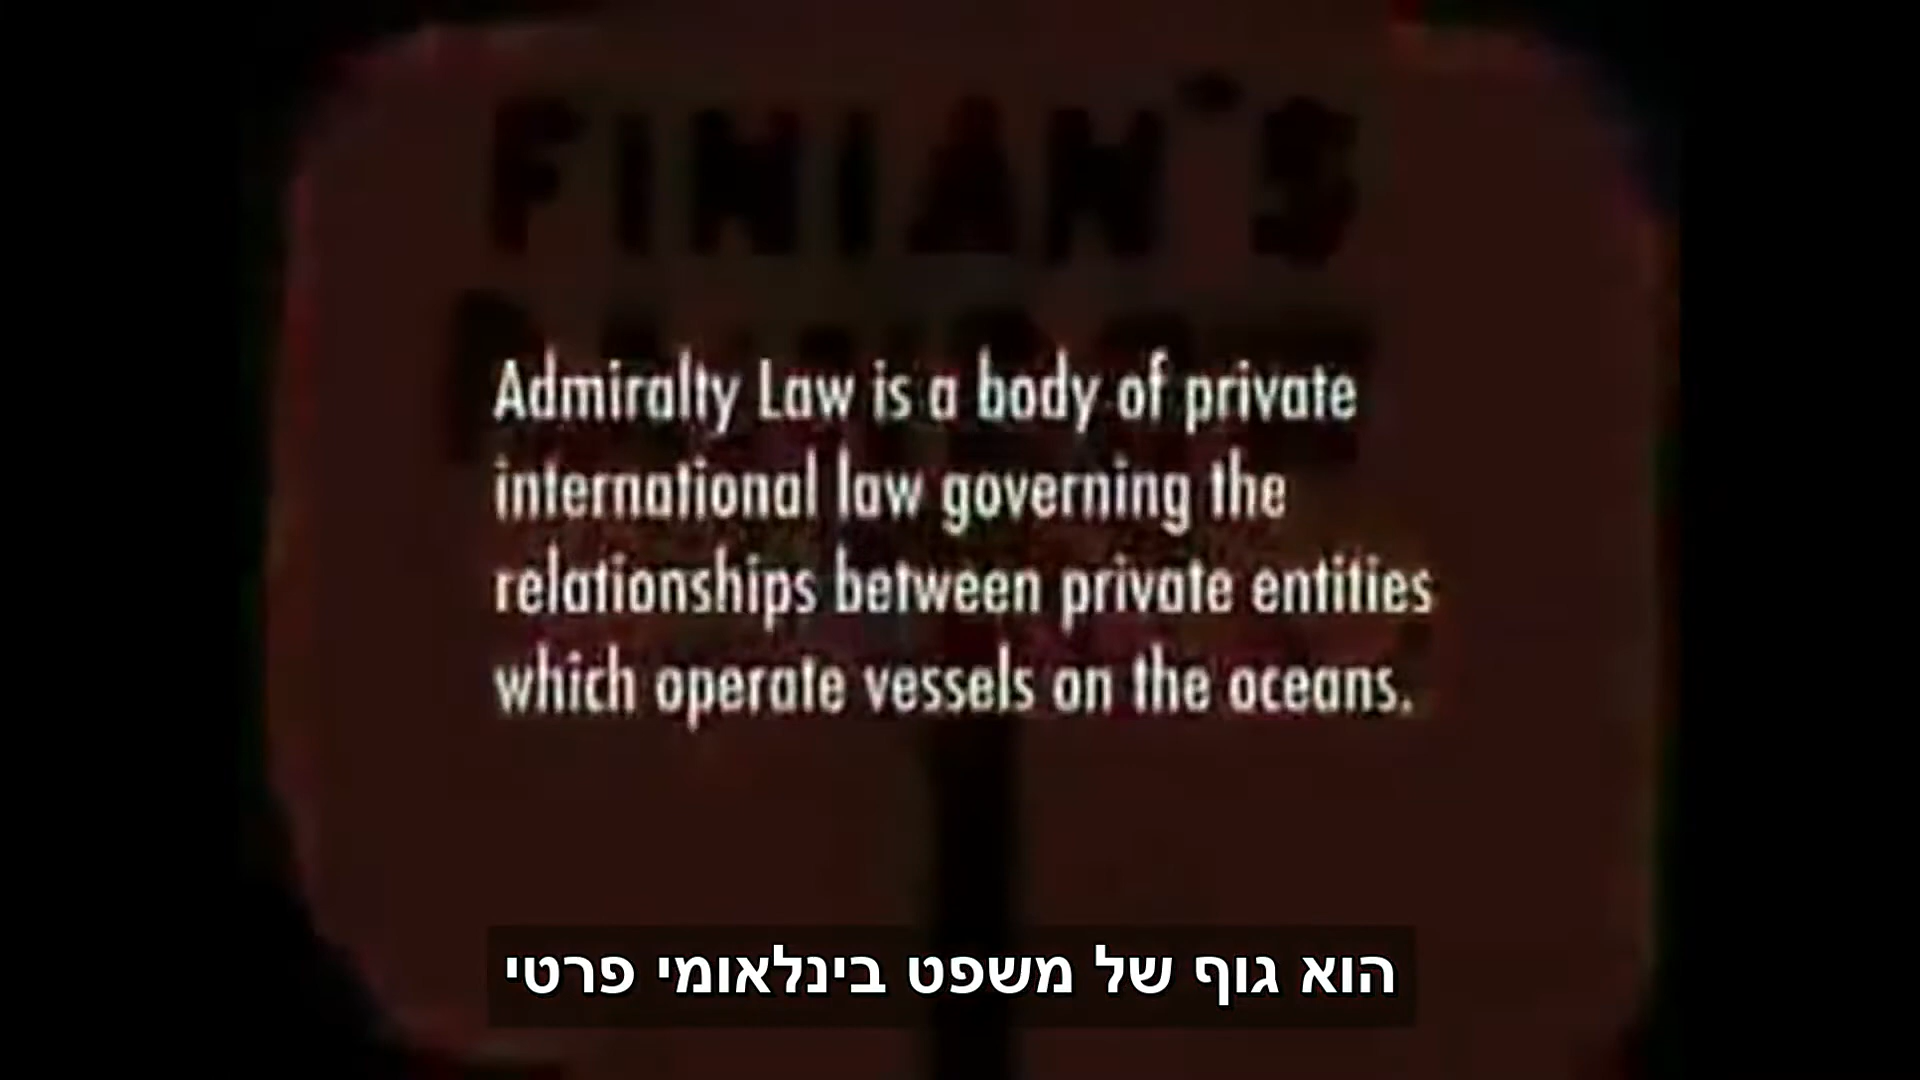 FINIAN'S
Admiralty Law is a body of private
international law governing the
relationships between private entities
which operate vessels on the oceans.
הוא גוף של משפט בינלאומי פרטי